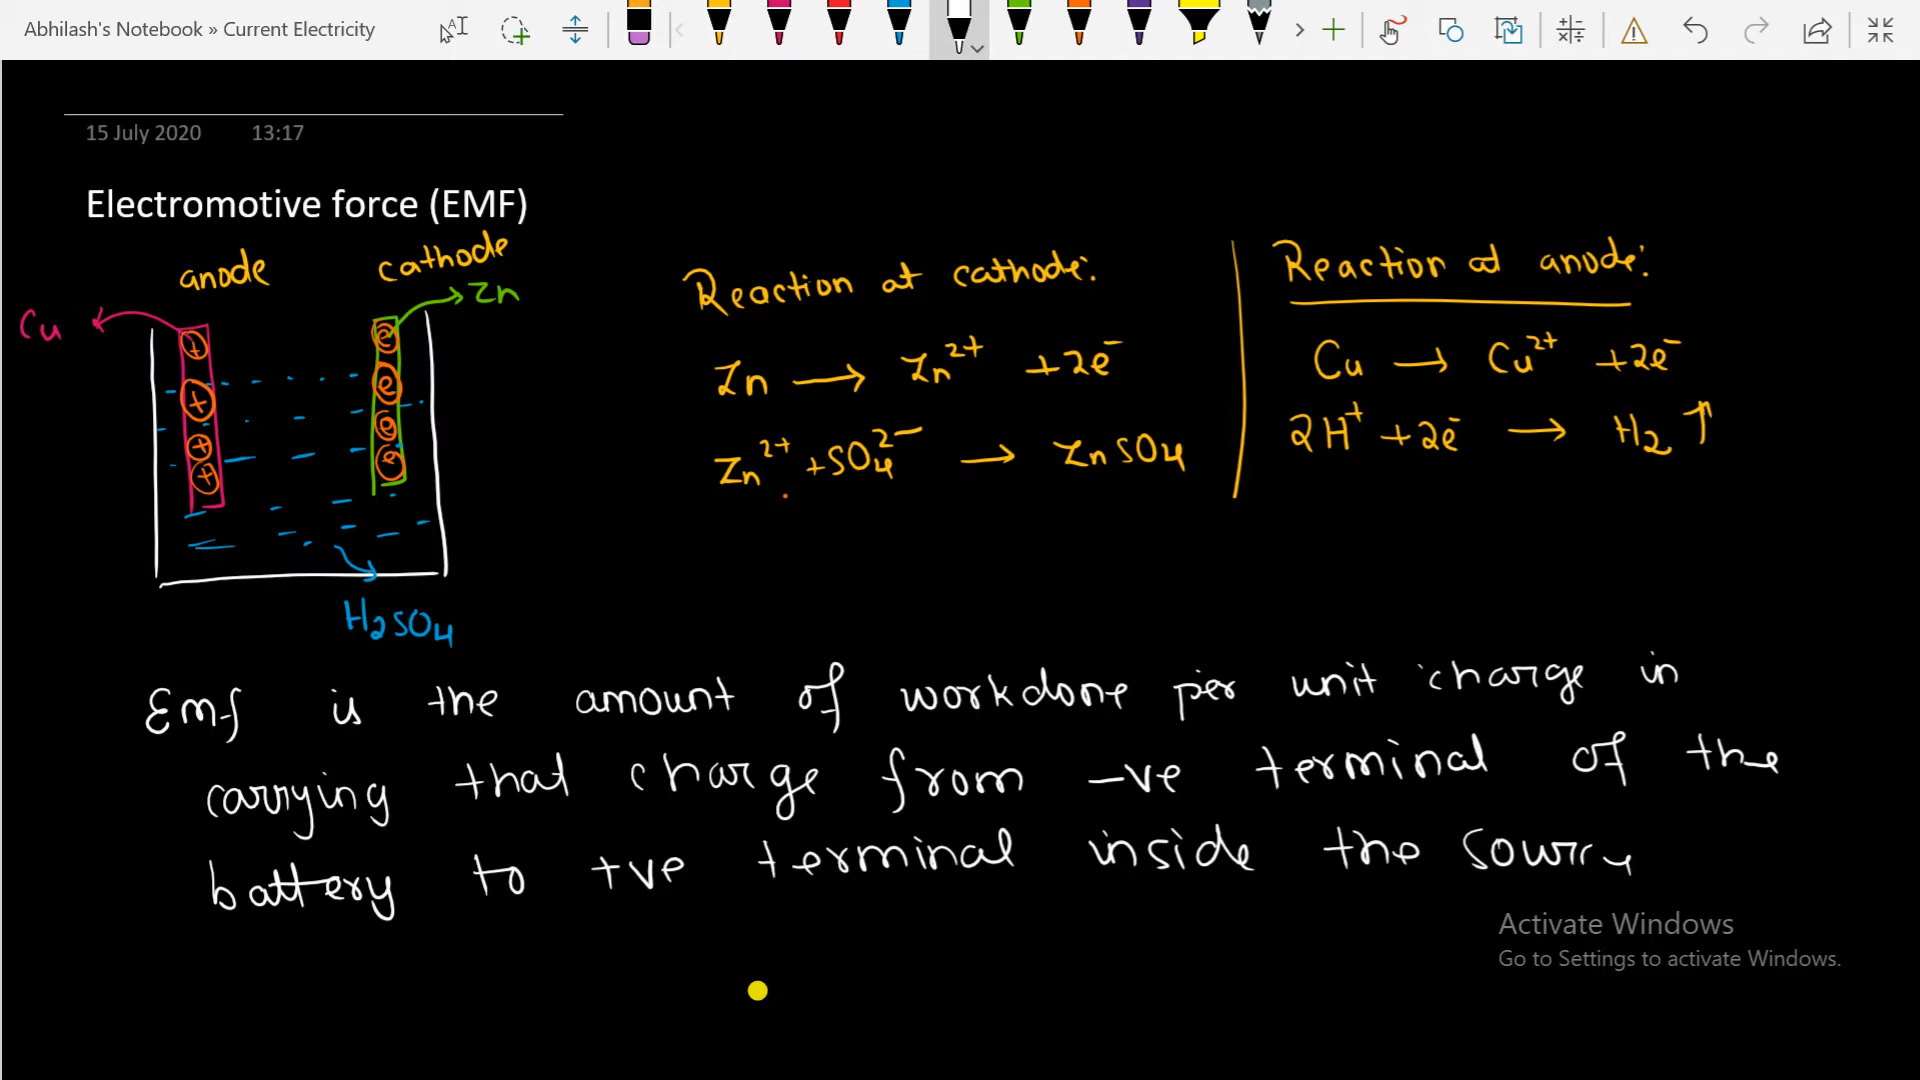 Abhilash's Notebook » Current Electricity
15 July 2020 13:17
Electromotive force (EMF)
anode
cathode
Cu
Zn
H₂SO₄
Reaction at cathode:
Zn → Zn²⁺ + 2e⁻
Zn²⁺ + SO₄²⁻ → ZnSO₄
Reaction at anode:
Cu → Cu²⁺ + 2e⁻
2H⁺ + 2e⁻ → H₂ ↑
Emf is the amount of workdone per unit charge in
carrying that charge from -ve terminal of the
battery to +ve terminal inside the source
Activate Windows
Go to Settings to activate Windows.